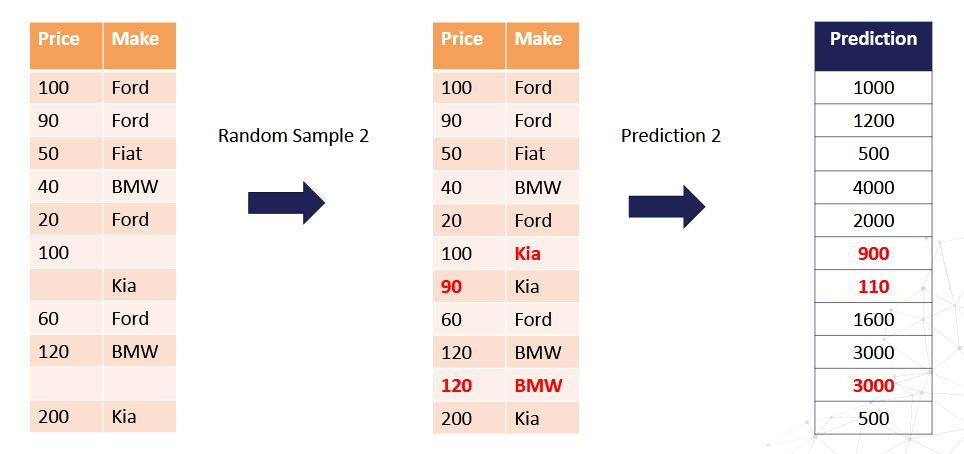 Price Make
100 Ford
90 Ford
50 Fiat
40 BMW
20 Ford
100
Kia
60 Ford
120 BMW
200 Kia
Random Sample 2
Price Make
100 Ford
90 Ford
50 Fiat
40 BMW
20 Ford
100 Kia
90 Kia
60 Ford
120 BMW
120 BMW
200 Kia
Prediction 2
Prediction
1000
1200
500
4000
2000
900
110
1600
3000
3000
500